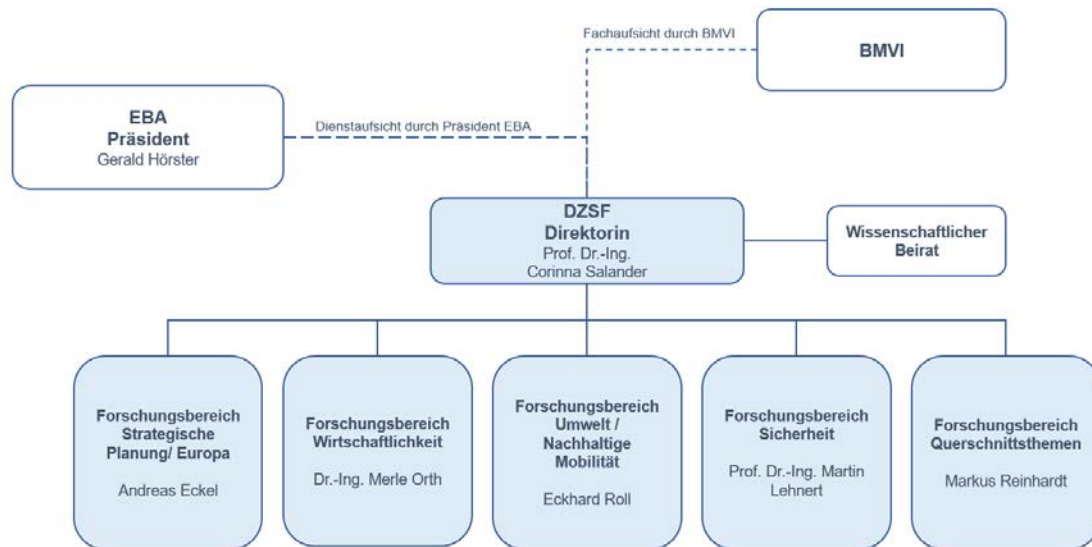 Fachaufsicht durch BMVI
BMVI
EBA
Präsident
Gerald Hörster
Dienstaufsicht durch Präsident EBA
DZSF
Direktorin
Prof. Dr.-Ing.
Corinna Salander
Wissenschaftlicher
Beirat
Forschungsbereich
Strategische
Planung/ Europa
Andreas Eckel
Forschungsbereich
Wirtschaftlichkeit
Dr.-Ing. Merle Orth
Forschungsbereich
Umwelt /
Nachhaltige
Mobilität
Eckhard Roll
Forschungsbereich
Sicherheit
Prof. Dr.-Ing. Martin
Lehnert
Forschungsbereich
Querschnittsthemen
Markus Reinhardt